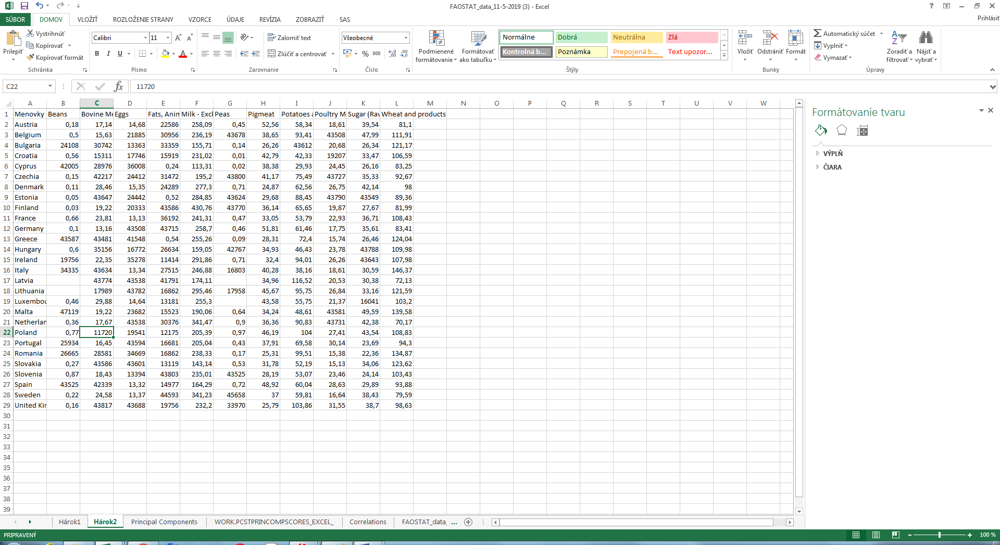 FAOSTAT_data_11-5-2019 (3) - Excel
SÚBOR DOMOV VLOŽIŤ ROZLOŽENIE STRANY VZORCE ÚDAJE REVÍZIA ZOBRAZIŤ SAS
Prihlásiť
Prilepiť
Vystrihnúť
Kopírovať
Kopírovať formát
Schránka
Calibri 11
B I U
Písmo
Zalomiť text
Zlúčiť a centrovať
Zarovnanie
Všeobecné
% 000
Číslo
Podmienené formátovanie
Formátovať ako tabuľku
Normálne Dobrá Neutrálna Zlá
Kontrolná b... Poznámka Prepojená b... Text upozor...
Štýly
Vložiť Odstrániť Formát
Bunky
Automatický súčet
Vyplniť
Vymazať
Zoradiť a filtrovať
Nájsť a vybrať
Úpravy
C22 fx 11720
A B C D E F G H I J K L M N O P Q R S T U V W
1 Menovky Beans Bovine Me Eggs Fats, Anim Milk - Excl Peas Pigmeat Potatoes a Poultry M Sugar (Rav Wheat and products
2 Austria 0,18 17,14 14,68 22586 258,09 0,45 52,56 58,34 18,61 39,54 81,1
3 Belgium 0,5 15,63 21885 30956 236,19 43678 38,65 93,41 43508 47,99 111,91
4 Bulgaria 24108 30742 13363 33359 155,71 0,14 26,26 43612 20,68 26,34 121,17
5 Croatia 0,56 15311 17746 15919 231,02 0,01 42,79 42,33 19207 33,47 106,59
6 Cyprus 42005 28976 36008 0,24 113,31 0,02 38,38 29,93 24,45 26,16 83,25
7 Czechia 0,15 42217 24412 31472 195,2 43800 41,17 75,49 43727 35,33 92,67
8 Denmark 0,11 28,46 15,35 24289 277,3 0,71 24,87 62,56 26,75 42,14 98
9 Estonia 0,05 43647 24442 0,52 284,85 43624 29,68 88,45 43790 43549 89,36
10 Finland 0,03 19,22 20333 43586 430,76 43770 36,14 65,65 19,87 27,67 81,99
11 France 0,66 23,81 13,13 36192 241,31 0,47 33,05 53,79 22,93 36,71 108,43
12 Germany 0,1 13,16 43508 43715 258,7 0,46 51,81 61,46 17,75 35,61 83,41
13 Greece 43587 43481 41548 0,54 255,26 0,09 28,31 72,4 15,74 26,46 124,04
14 Hungary 0,6 35156 16772 26634 159,05 42767 34,93 46,43 23,78 43788 109,98
15 Ireland 19756 22,35 35278 11414 291,86 0,71 32,4 94,01 26,26 43643 107,98
16 Italy 34335 43634 13,34 27515 246,88 16803 40,28 38,16 18,61 30,59 146,37
17 Latvia 43774 43538 41791 174,11 34,96 116,52 20,53 30,38 72,13
18 Lithuania 17989 43782 16862 295,46 17958 45,67 95,75 26,84 33,16 121,59
19 Luxembou 0,46 29,88 14,64 13181 255,3 43,58 55,75 21,37 16041 103,2
20 Malta 47119 19,22 23682 15523 190,06 0,64 34,24 48,61 43581 49,59 139,58
21 Netherlan 0,36 17,67 43538 30376 341,47 0,9 36,36 90,83 43731 42,38 70,17
22 Poland 0,77 11720 19541 12175 205,39 0,97 46,19 104 27,41 43,54 108,83
23 Portugal 25934 16,45 43594 16681 205,04 0,43 37,91 69,58 30,14 23,69 94,3
24 Romania 26665 28581 34669 16862 238,33 0,17 25,31 99,51 15,38 22,36 134,87
25 Slovakia 0,27 43586 43601 13119 143,14 0,53 31,78 52,19 15,13 34,06 123,62
26 Slovenia 0,87 18,43 13394 43803 235,01 43525 28,19 53,07 23,46 24,14 103,43
27 Spain 43525 42339 13,32 14977 164,29 0,72 48,92 60,04 28,63 29,89 93,88
28 Sweden 0,22 24,58 13,37 44593 341,23 45658 37 59,81 16,64 38,43 79,59
29 United Kin 0,16 43817 43688 19756 232,2 33970 25,79 103,86 31,55 38,7 98,63
30
31
32
33
34
35
36
37
38
39
Formátovanie tvaru
VÝPLŇ
ČIARA
Hárok1 Hárok2 Principal Components WORK.PCSTPRINCOMPSCORES_EXCEL_ Correlations FAOSTAT_data_ ...
PRIPRAVENÝ
100 %